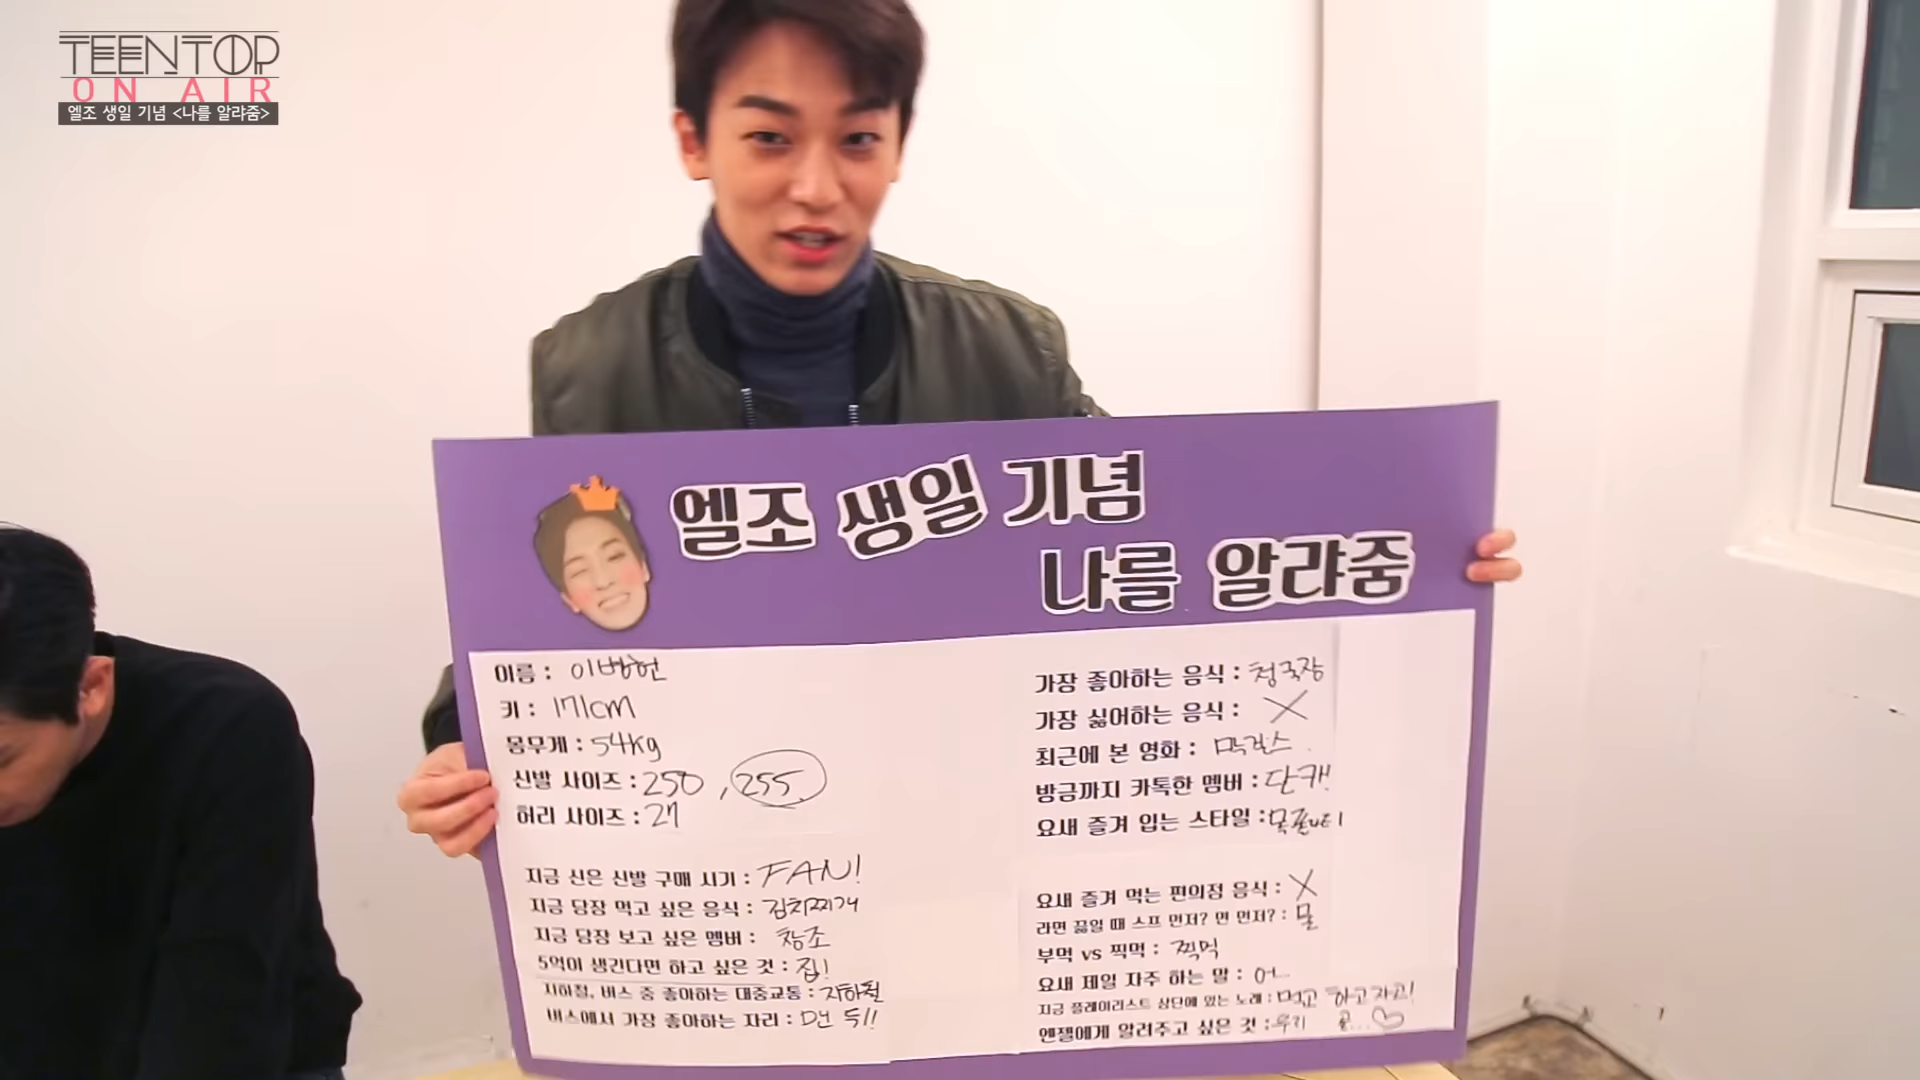 TEENTOP
ON AIR
엘조 생일 기념 <나를 알랴줌>
엘조 생일 기념
나를 알랴줌
이름 : 이병헌
키 : 171cm
몸무게 : 54kg
신발 사이즈 : 250 , 255
허리 사이즈 : 27
지금 신은 신발 구매 시기 : FAN!
지금 당장 먹고 싶은 음식 : 김치찌개
지금 당장 보고 싶은 멤버 : 창조
5억이 생긴다면 하고 싶은 것 : 집!
지하철, 버스 중 좋아하는 대중교통 : 지하철
버스에서 가장 좋아하는 자리 : 맨 뒤!!
가장 좋아하는 음식 : 청국장
가장 싫어하는 음식 : X
최근에 본 영화 :
방금까지 카톡한 멤버 : 단캐!
요새 즐겨 입는 스타일 : 목폴라티
요새 즐겨 먹는 편의점 음식 : X
라면 끓일 때 스프 먼저? 면 먼저? : 물
부먹 vs 찍먹 : 찍먹
요새 제일 자주 하는 말 : 어...
지금 플레이리스트 상단에 있는 노래 : 먹고 하고 자고!
엔젤에게 알려주고 싶은 것 : 우리 곧... ♡